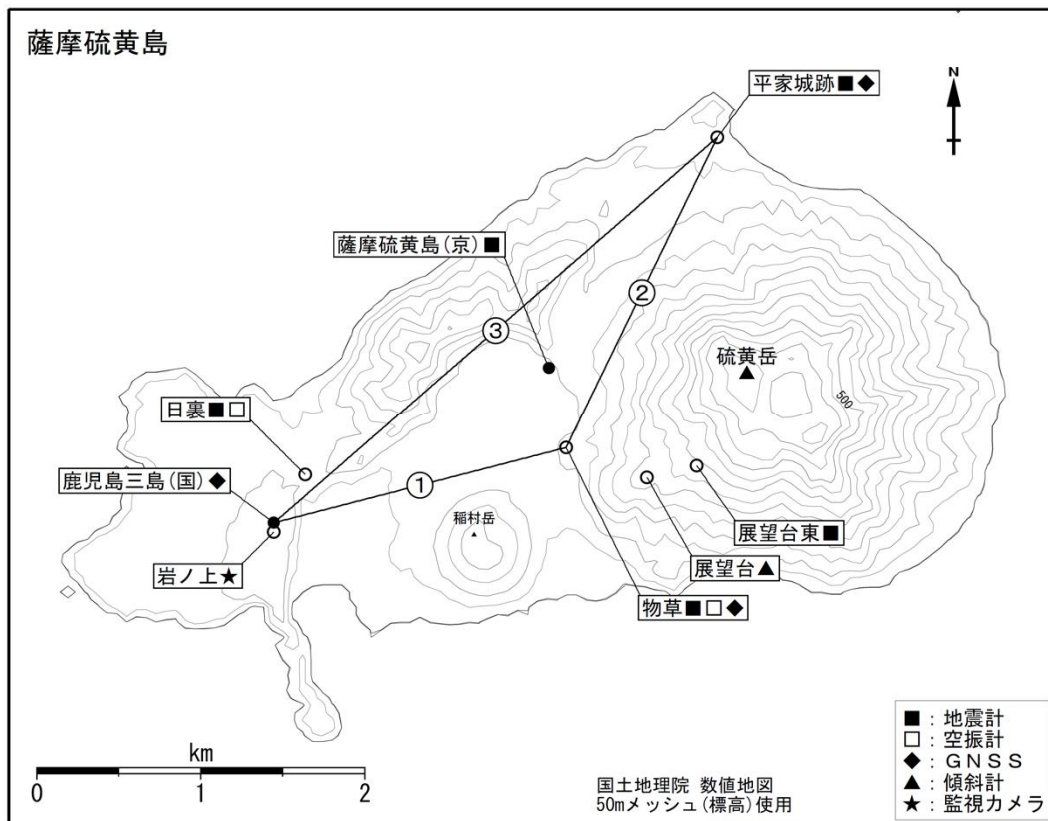 薩摩硫黄島
平家城跡■◆
N
薩摩硫黄島(京)■
②
③
硫黄岳
500
日裏■□
鹿児島三島(国)◆
①
稲村岳
展望台東■
岩ノ上★
展望台▲
物草■□◆
km
0 1 2
国土地理院 数値地図
50mメッシュ(標高)使用
■:地震計
□:空振計
◆:GNSS
▲:傾斜計
★:監視カメラ